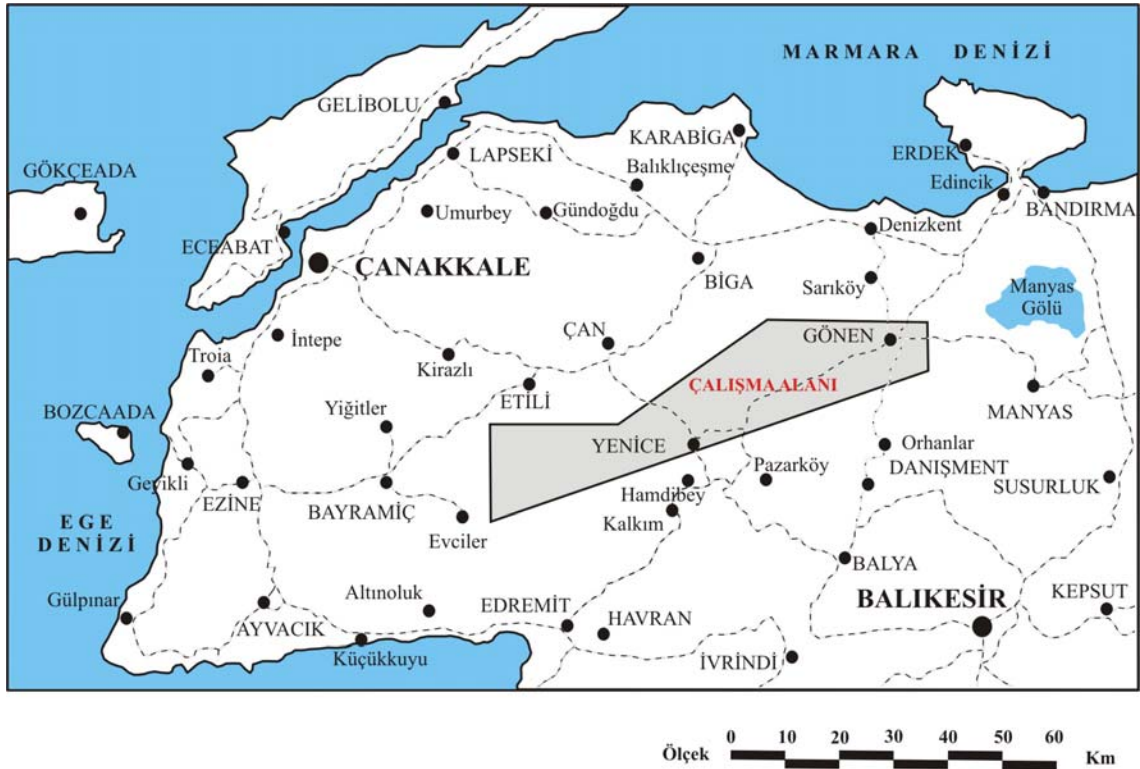 MARMARA DENİZİ
GELİBOLU
KARABİGA
LAPSEKİ
Balıklıçeşme
ERDEK
GÖKÇEADA
Edincik
BANDIRMA
Umurbey
Gündoğdu
Denizkent
ECEABAT
ÇANAKKALE
BİGA
Sarıköy
Manyas
Gölü
İntepe
ÇAN
GÖNEN
Troia
Kirazlı
ETİLİ
ÇALIŞMA ALANI
MANYAS
BOZCAADA
Yiğitler
YENİCE
Orhanlar
Geyikli
EZİNE
BAYRAMİÇ
Pazarköy
DANIŞMENT
SUSURLUK
Hamdibey
Kalkım
EGE
DENİZİ
Evciler
BALYA
Gülpınar
Altınoluk
EDREMİT
BALIKESİR
KEPSUT
AYVACIK
HAVRAN
Küçükkuyu
İVRİNDİ
Ölçek 0 10 20 30 40 50 60 Km